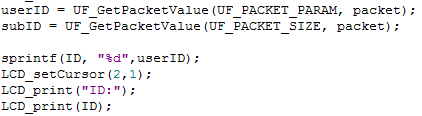 userID = UF_GetPacketValue(UF_PACKET_PARAM, packet);
subID = UF_GetPacketValue(UF_PACKET_SIZE, packet);
sprintf(ID, "%d",userID);
LCD_setCursor(2,1);
LCD_print("ID:");
LCD_print(ID);